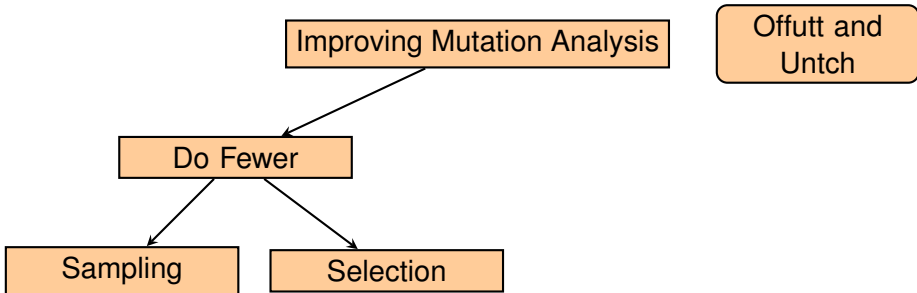 Improving Mutation Analysis
Offutt and
Untch
Do Fewer
Sampling
Selection